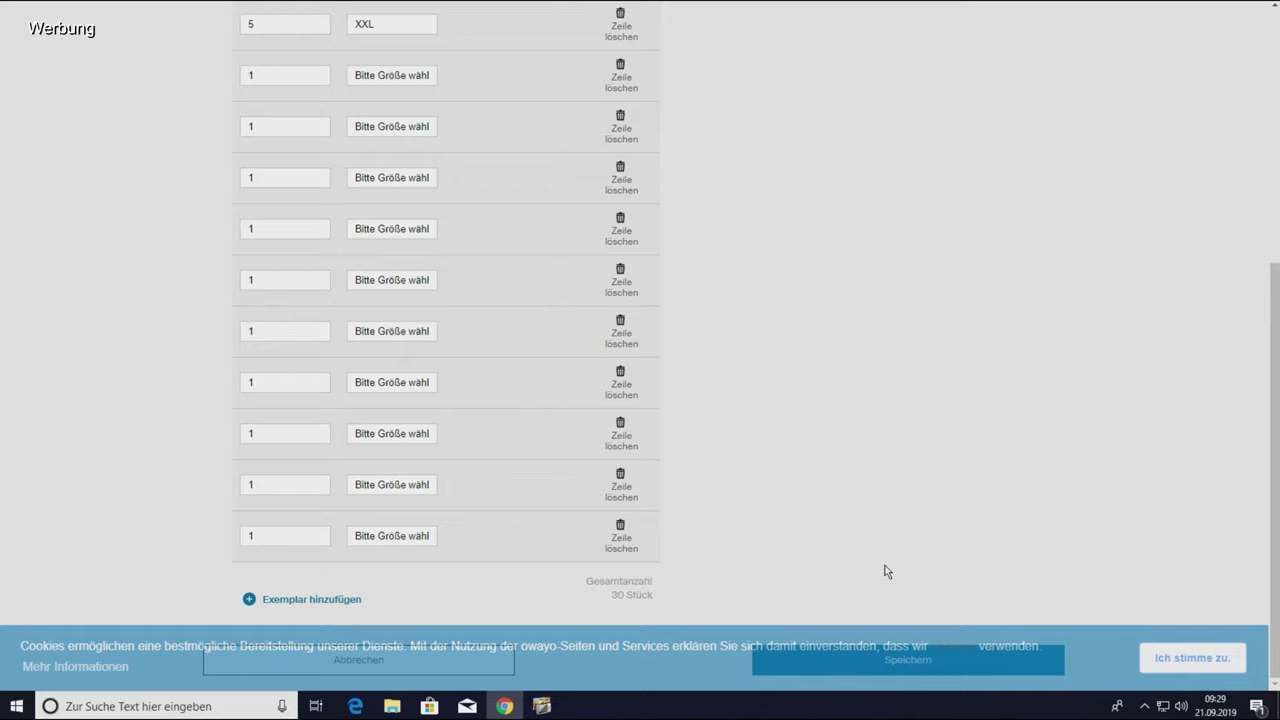 Werbung
5 XXL Zeile
löschen
1 Bitte Größe wähl Zeile
löschen
1 Bitte Größe wähl Zeile
löschen
1 Bitte Größe wähl Zeile
löschen
1 Bitte Größe wähl Zeile
löschen
1 Bitte Größe wähl Zeile
löschen
1 Bitte Größe wähl Zeile
löschen
1 Bitte Größe wähl Zeile
löschen
1 Bitte Größe wähl Zeile
löschen
1 Bitte Größe wähl Zeile
löschen
1 Bitte Größe wähl Zeile
löschen
Gesamtanzahl
30 Stück
Exemplar hinzufügen
Cookies ermöglichen eine bestmögliche Bereitstellung unserer Dienste. Mit der Nutzung der owayo-Seiten und Services erklären Sie sich damit einverstanden, dass wir verwenden.
Mehr Informationen
Ich stimme zu.
Abbrechen
Speichern
Zur Suche Text hier eingeben
09:29
21.09.2019
1